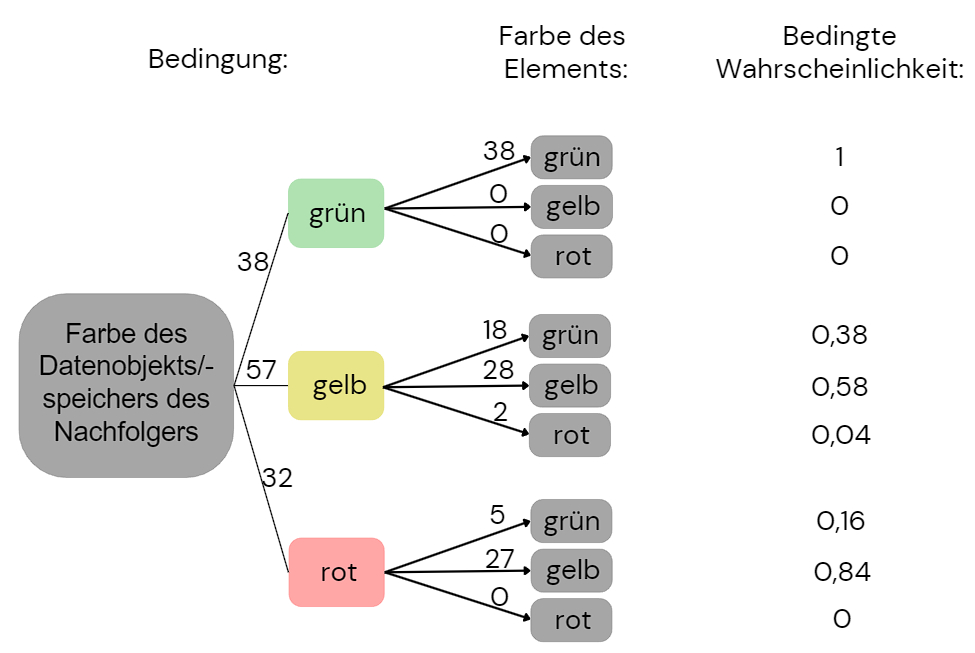 Bedingung:
Farbe des
Elements:
Bedingte
Wahrscheinlichkeit:
Farbe des
Datenobjekts/-
speichers des
Nachfolgers
38
grün
38
grün
1
0
gelb
0
0
rot
0
57
gelb
18
grün
0,38
28
gelb
0,58
2
rot
0,04
32
rot
5
grün
0,16
27
gelb
0,84
0
rot
0